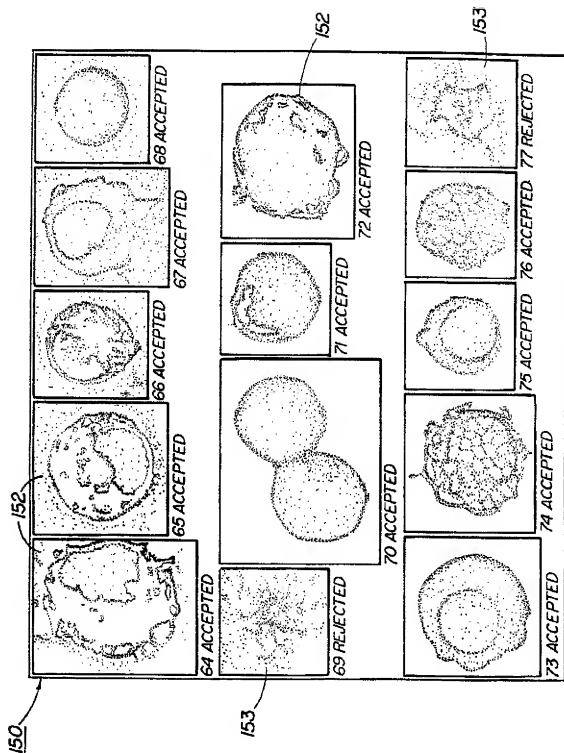 150
152
64 ACCEPTED
65 ACCEPTED
66 ACCEPTED
67 ACCEPTED
68 ACCEPTED
153
69 REJECTED
70 ACCEPTED
71 ACCEPTED
72 ACCEPTED
152
73 ACCEPTED
74 ACCEPTED
75 ACCEPTED
76 ACCEPTED
77 REJECTED
153